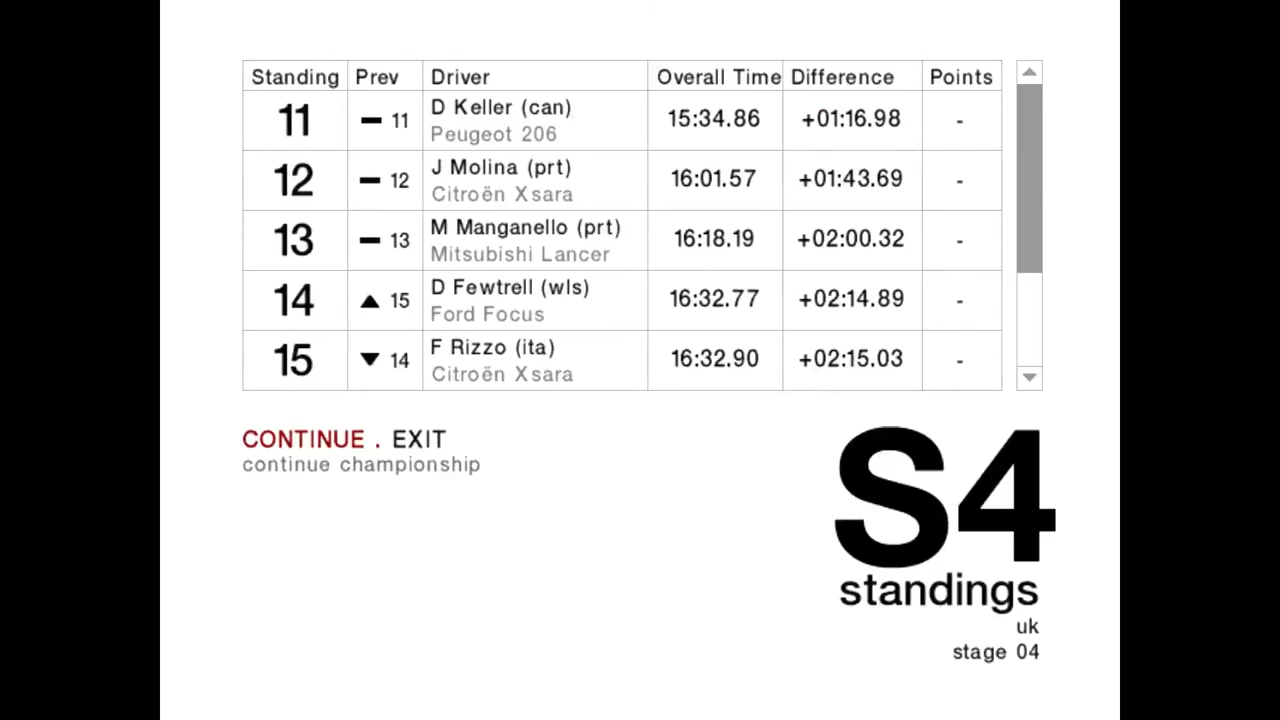 Standing Prev Driver Overall Time Difference Points
11 11 D Keller (can) 15:34.86 +01:16.98 -
Peugeot 206
12 12 J Molina (prt) 16:01.57 +01:43.69 -
Citroën Xsara
13 13 M Manganello (prt) 16:18.19 +02:00.32 -
Mitsubishi Lancer
14 15 D Fewtrell (wls) 16:32.77 +02:14.89 -
Ford Focus
15 14 F Rizzo (ita) 16:32.90 +02:15.03 -
Citroën Xsara
CONTINUE . EXIT
continue championship
S4
standings
uk
stage 04